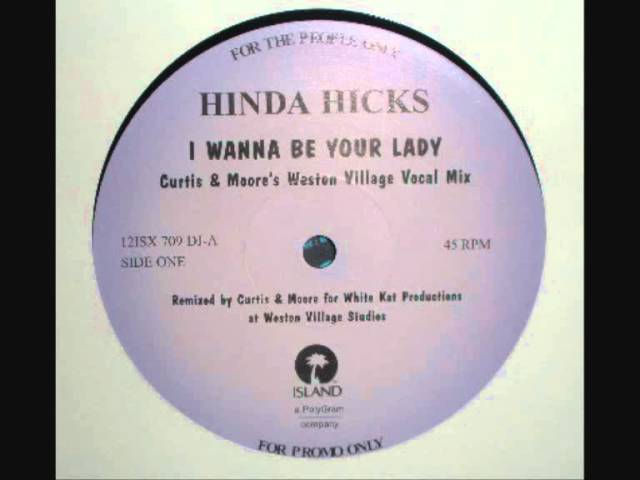 FOR THE PEOPLE ONLY
HINDA HICKS
I WANNA BE YOUR LADY
Curtis & Moore's Weston Village Vocal Mix
12ISX 709 DJ-A
45 RPM
SIDE ONE
Remixed by Curtis & Moore for White Kat Productions
at Weston Village Studios
ISLAND
a PolyGram
company
FOR PROMO ONLY